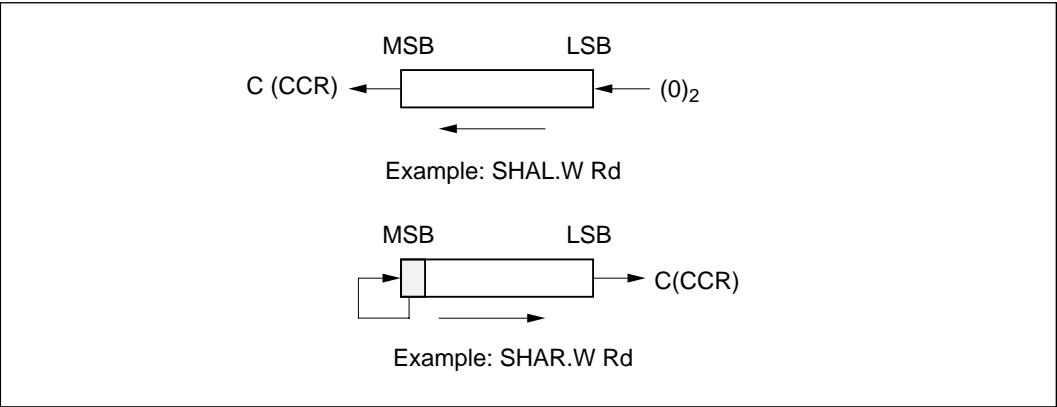 MSB LSB
C (CCR) (0)2
Example: SHAL.W Rd
MSB LSB
C(CCR)
Example: SHAR.W Rd